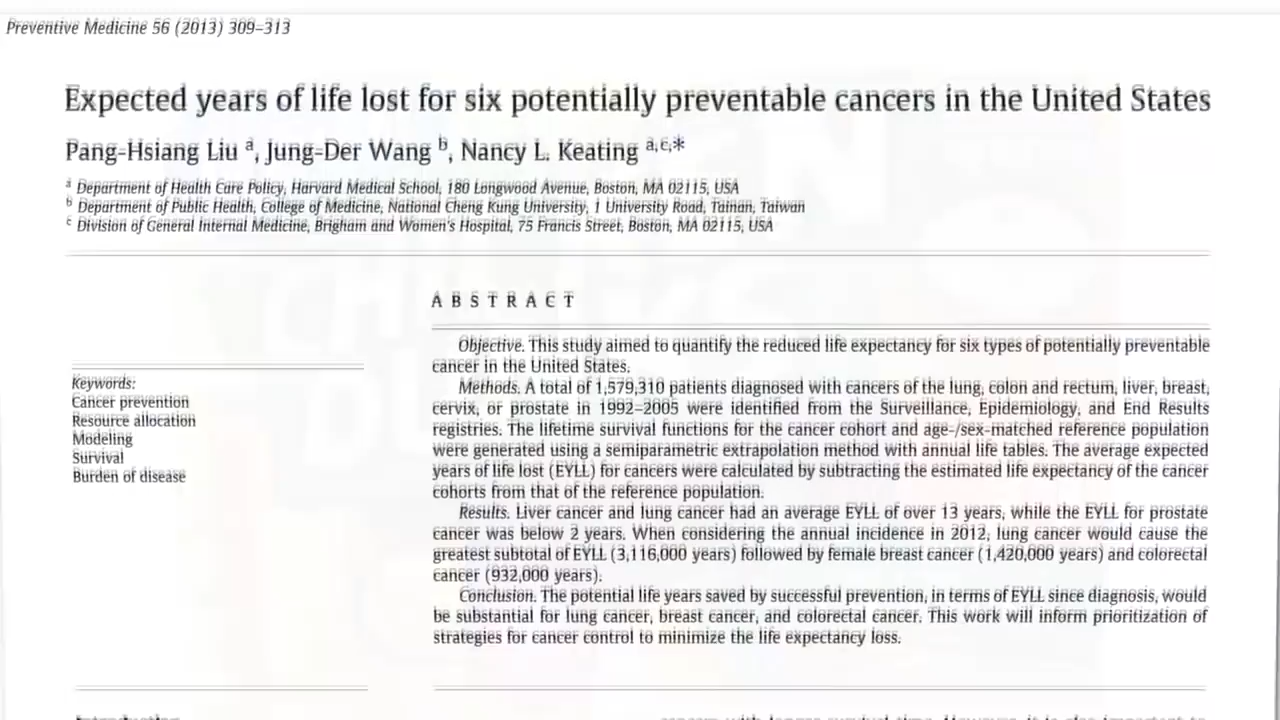 Preventive Medicine 56 (2013) 309–313
Expected years of life lost for six potentially preventable cancers in the United States
Pang-Hsiang Liu a, Jung-Der Wang b, Nancy L. Keating a,c,*
a Department of Health Care Policy, Harvard Medical School, 180 Longwood Avenue, Boston, MA 02115, USA
b Department of Public Health, College of Medicine, National Cheng Kung University, 1 University Road, Tainan, Taiwan
c Division of General Internal Medicine, Brigham and Women's Hospital, 75 Francis Street, Boston, MA 02115, USA
Keywords:
Cancer prevention
Resource allocation
Modeling
Survival
Burden of disease
A B S T R A C T
Objective. This study aimed to quantify the reduced life expectancy for six types of potentially preventable
cancer in the United States.
Methods. A total of 1,579,310 patients diagnosed with cancers of the lung, colon and rectum, liver, breast,
cervix, or prostate in 1992–2005 were identified from the Surveillance, Epidemiology, and End Results
registries. The lifetime survival functions for the cancer cohort and age-/sex-matched reference population
were generated using a semiparametric extrapolation method with annual life tables. The average expected
years of life lost (EYLL) for cancers were calculated by subtracting the estimated life expectancy of the cancer
cohorts from that of the reference population.
Results. Liver cancer and lung cancer had an average EYLL of over 13 years, while the EYLL for prostate
cancer was below 2 years. When considering the annual incidence in 2012, lung cancer would cause the
greatest subtotal of EYLL (3,116,000 years) followed by female breast cancer (1,420,000 years) and colorectal
cancer (932,000 years).
Conclusion. The potential life years saved by successful prevention, in terms of EYLL since diagnosis, would
be substantial for lung cancer, breast cancer, and colorectal cancer. This work will inform prioritization of
strategies for cancer control to minimize the life expectancy loss.